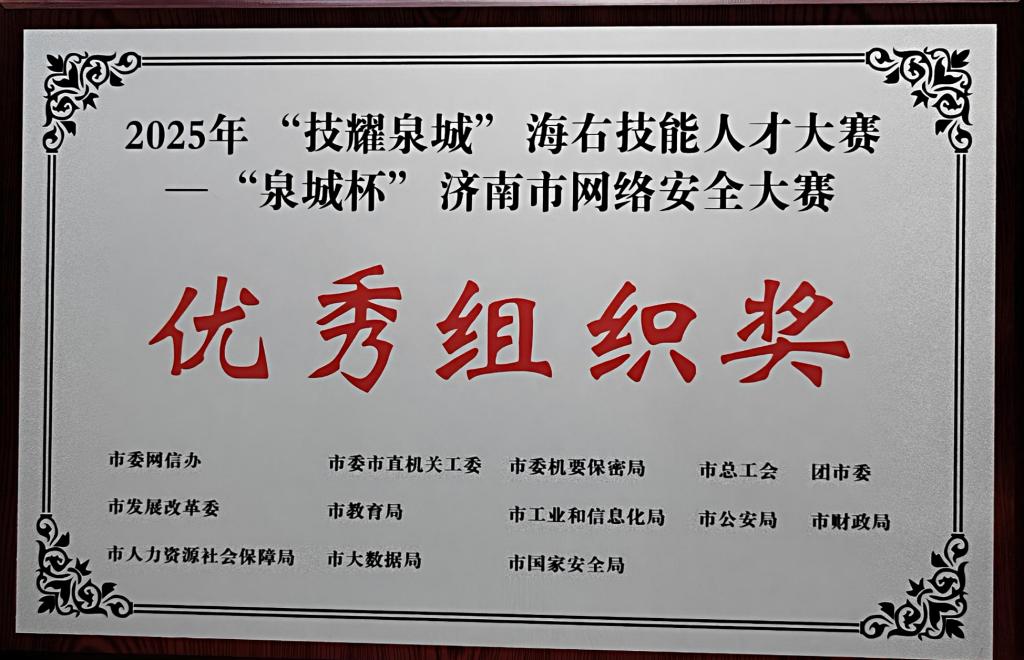 2025年“技耀泉城”海右技能人才大赛
—“泉城杯”济南市网络安全大赛
优秀组织奖
市委网信办 市委市直机关工委 市委机要保密局 市总工会 团市委
市发展改革委 市教育局 市工业和信息化局 市公安局 市财政局
市人力资源社会保障局 市大数据局 市国家安全局